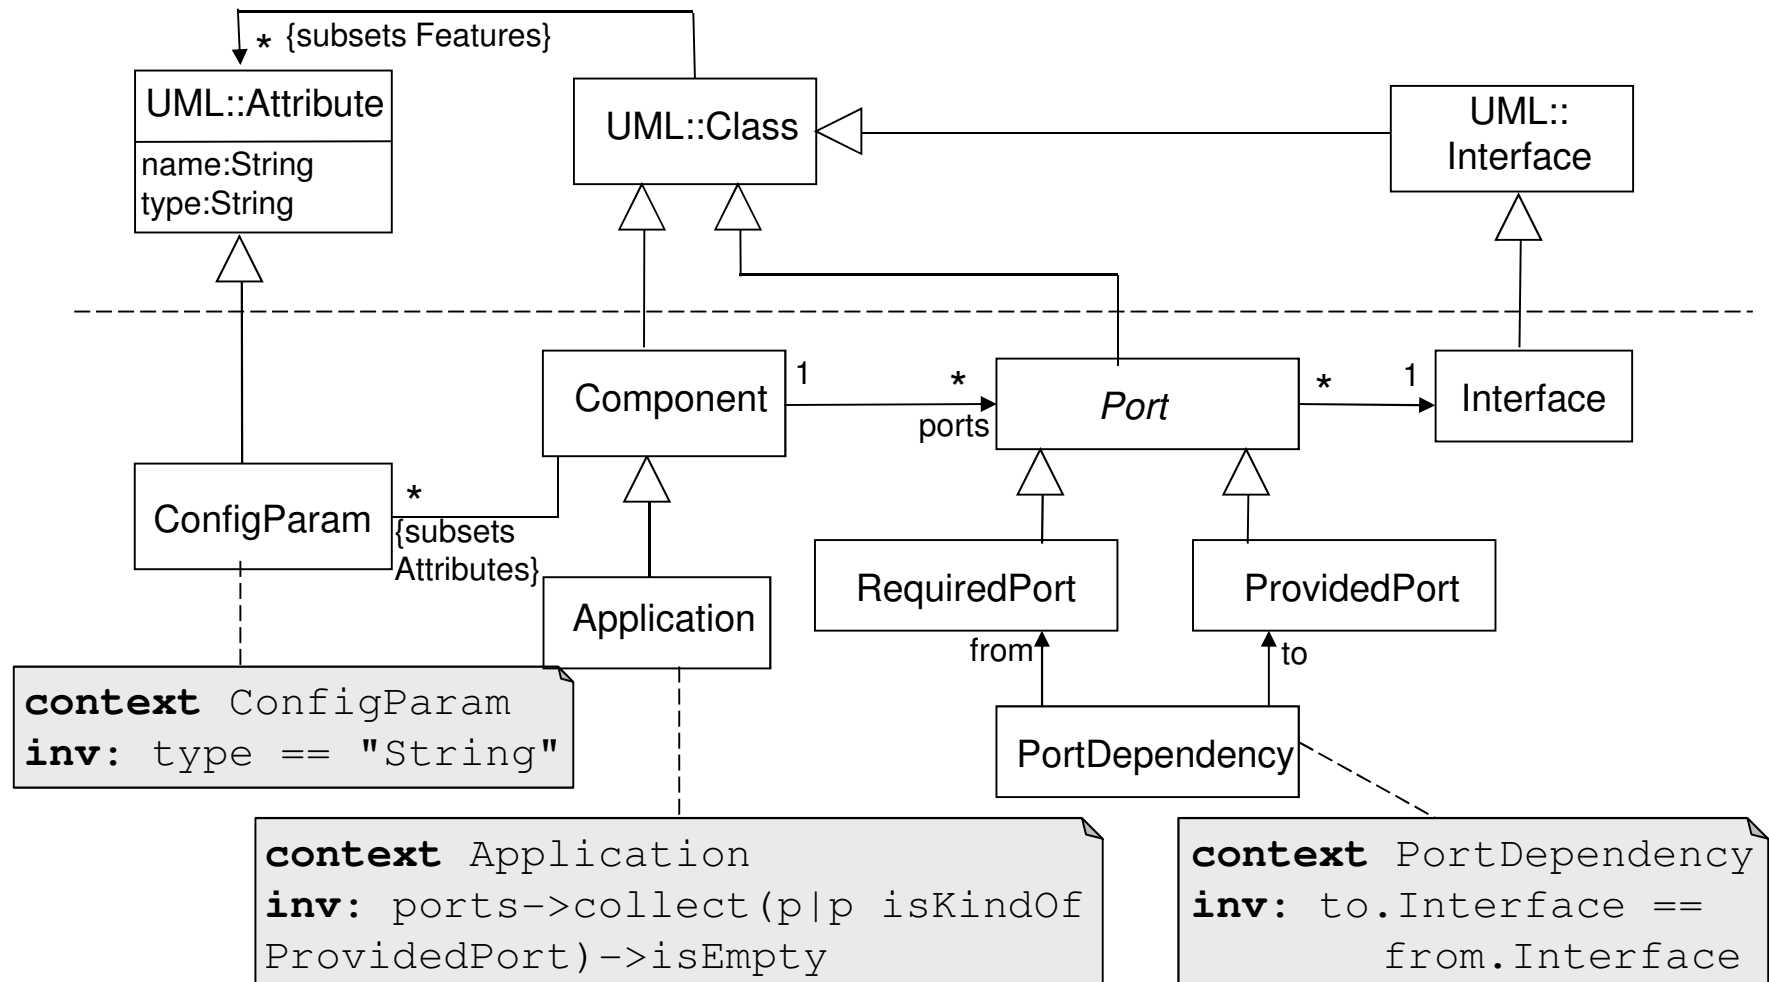 * {subsets Features}
UML::Attribute
name:String
type:String
UML::Class
UML::
Interface
Component
1
*
ports
Port
*
1
Interface
ConfigParam
*
{subsets
Attributes}
Application
RequiredPort
ProvidedPort
from
to
PortDependency
context ConfigParam
inv: type == "String"
context Application
inv: ports->collect(p|p isKindOf
ProvidedPort)->isEmpty
context PortDependency
inv: to.Interface ==
from.Interface